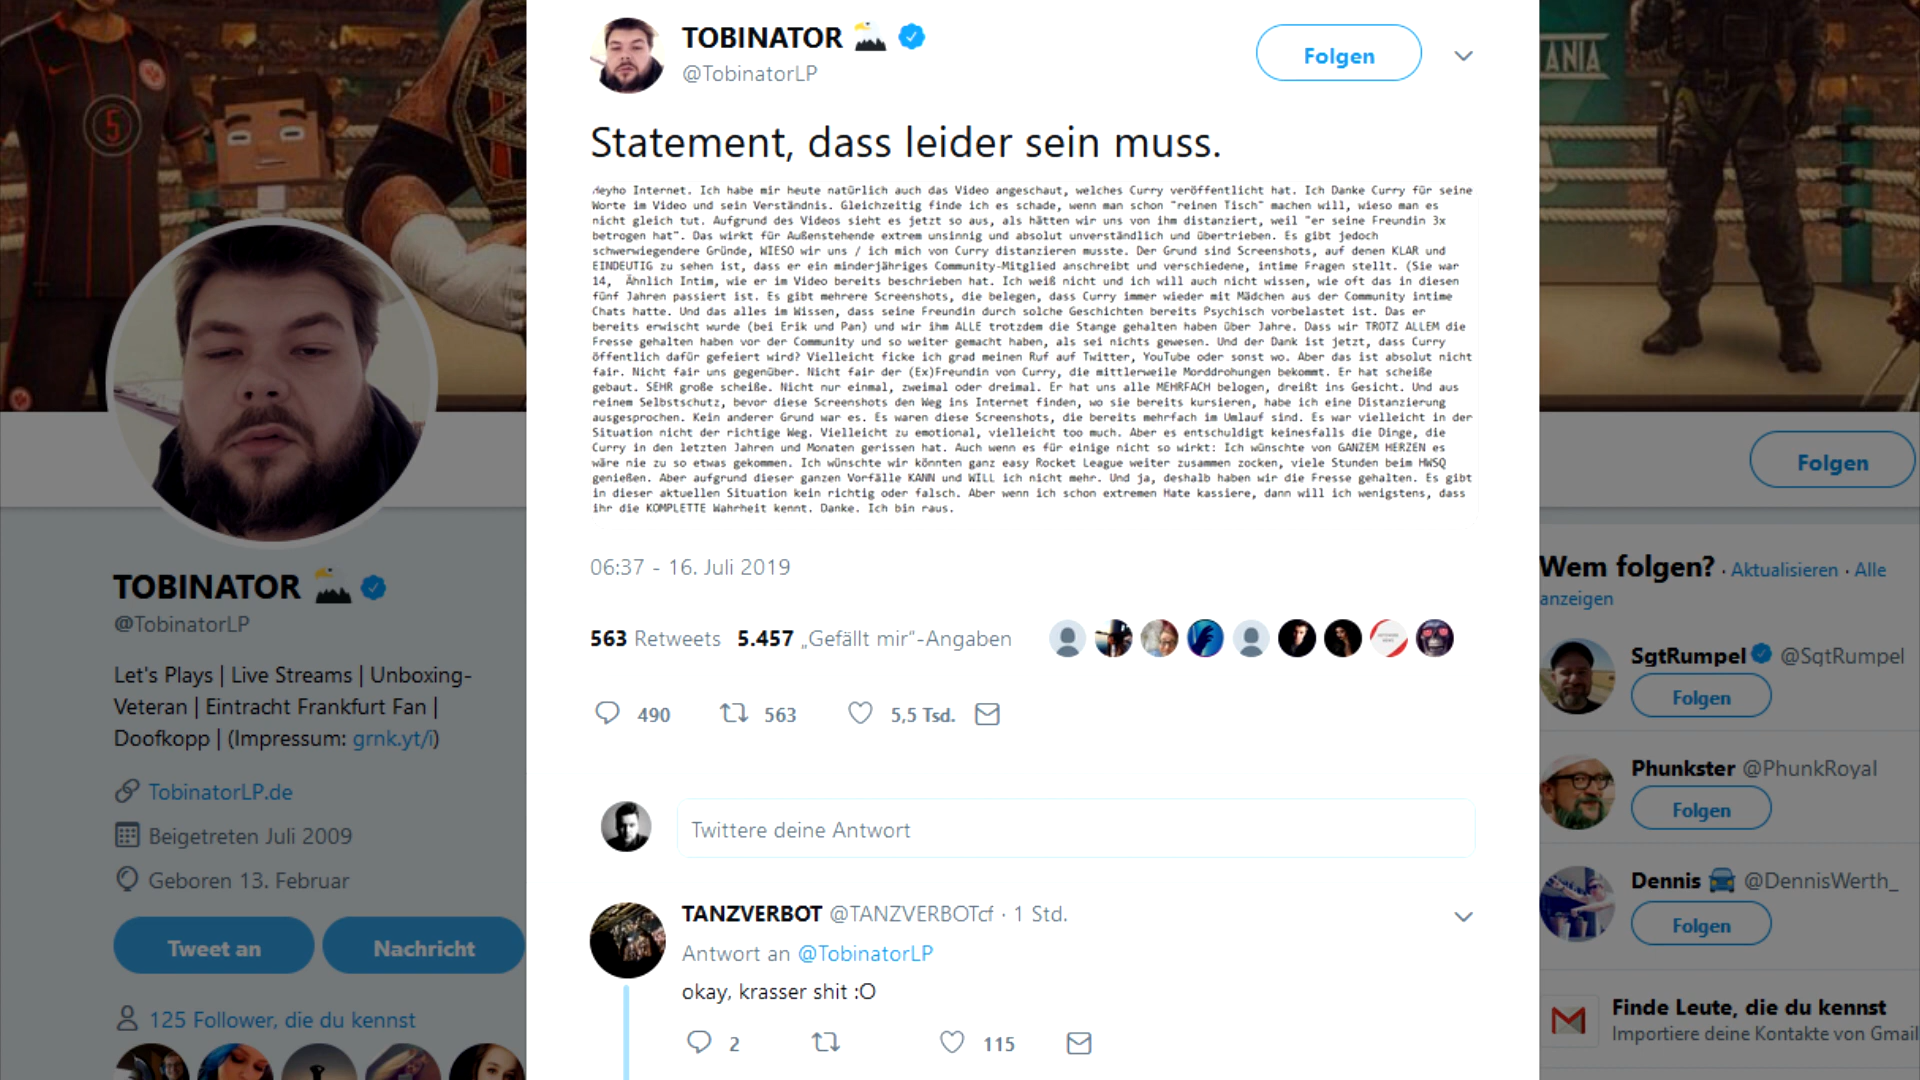 TOBINATOR
@TobinatorLP
Folgen
Statement, dass leider sein muss.
Heyho Internet. Ich habe mir heute natürlich auch das Video angeschaut, welches Curry veröffentlicht hat. Ich Danke Curry für seine
Worte im Video und sein Verständnis. Gleichzeitig finde ich es schade, wenn man schon "reinen Tisch" machen will, wieso man es
nicht gleich tut. Aufgrund des Videos sieht es jetzt so aus, als hätten wir uns von ihm distanziert, weil "er seine Freundin 3x
betrogen hat". Das wirkt für Außenstehende extrem unsinnig und absolut unverständlich und übertrieben. Es gibt jedoch
schwerwiegendere Gründe, WIESO wir uns / ich mich von Curry distanzieren musste. Der Grund sind Screenshots, auf denen KLAR und
EINDEUTIG zu sehen ist, dass er ein minderjähriges Community-Mitglied anschreibt und verschiedene, intime Fragen stellt. (Sie war
14, Ähnlich Intim, wie er im Video bereits beschrieben hat. Ich weiß nicht und ich will auch nicht wissen, wie oft das in diesen
fünf Jahren passiert ist. Es gibt mehrere Screenshots, die belegen, dass Curry immer wieder mit Mädchen aus der Community intime
Chats hatte. Und das alles im Wissen, dass seine Freundin durch solche Geschichten bereits Psychisch vorbelastet ist. Das er
bereits erwischt wurde (bei Erik und Pan) und wir ihm ALLE trotzdem die Stange gehalten haben über Jahre. Dass wir TROTZ ALLEM die
Fresse gehalten haben vor der Community und so weiter gemacht haben, als sei nichts gewesen. Und der Dank ist jetzt, dass Curry
öffentlich dafür gefeiert wird? Vielleicht ficke ich grad meinen Ruf auf Twitter, YouTube oder sonst wo. Aber das ist absolut nicht
fair. Nicht fair uns gegenüber. Nicht fair der (Ex)Freundin von Curry, die mittlerweile Morddrohungen bekommt. Er hat scheiße
gebaut. SEHR große scheiße. Nicht nur einmal, zweimal oder dreimal. Er hat uns alle MEHRFACH belogen, dreißt ins Gesicht. Und aus
reinem Selbstschutz, bevor diese Screenshots den Weg ins Internet finden, wo sie bereits kursieren, habe ich eine Distanzierung
ausgesprochen. Kein anderer Grund war es. Es waren diese Screenshots, die bereits mehrfach im Umlauf sind. Es war vielleicht in der
Situation nicht der richtige Weg. Vielleicht zu emotional, vielleicht too much. Aber es entschuldigt keinesfalls die Dinge, die
Curry in den letzten Jahren und Monaten gerissen hat. Auch wenn es für einige nicht so wirkt: Ich wünschte von GANZEM HERZEN es
wäre nie zu so etwas gekommen. Ich wünschte wir könnten ganz easy Rocket League weiter zusammen zocken, viele Stunden beim HWSQ
genießen. Aber aufgrund dieser ganzen Vorfälle KANN und WILL ich nicht mehr. Und ja, deshalb haben wir die Fresse gehalten. Es gibt
in dieser aktuellen Situation kein richtig oder falsch. Aber wenn ich schon extremen Hate kassiere, dann will ich wenigstens, dass
ihr die KOMPLETTE Wahrheit kennt. Danke. Ich bin raus.
06:37 - 16. Juli 2019
563 Retweets 5.457 „Gefällt mir"-Angaben
490 563 5,5 Tsd.
Twittere deine Antwort
TANZVERBOT @TANZVERBOTcf · 1 Std.
Antwort an @TobinatorLP
okay, krasser shit :O
2 115
5
TOBINATOR
@TobinatorLP
Let's Plays | Live Streams | Unboxing-
Veteran | Eintracht Frankfurt Fan |
Doofkopp | (Impressum: grnk.yt/i)
TobinatorLP.de
Beigetreten Juli 2009
Geboren 13. Februar
Tweet an
Nachricht
125 Follower, die du kennst
ANIA
Folgen
Wem folgen? · Aktualisieren · Alle
anzeigen
SgtRumpel @SgtRumpel
Folgen
Phunkster @PhunkRoyal
Folgen
Dennis @DennisWerth_
Folgen
Finde Leute, die du kennst
Importiere deine Kontakte von Gmail